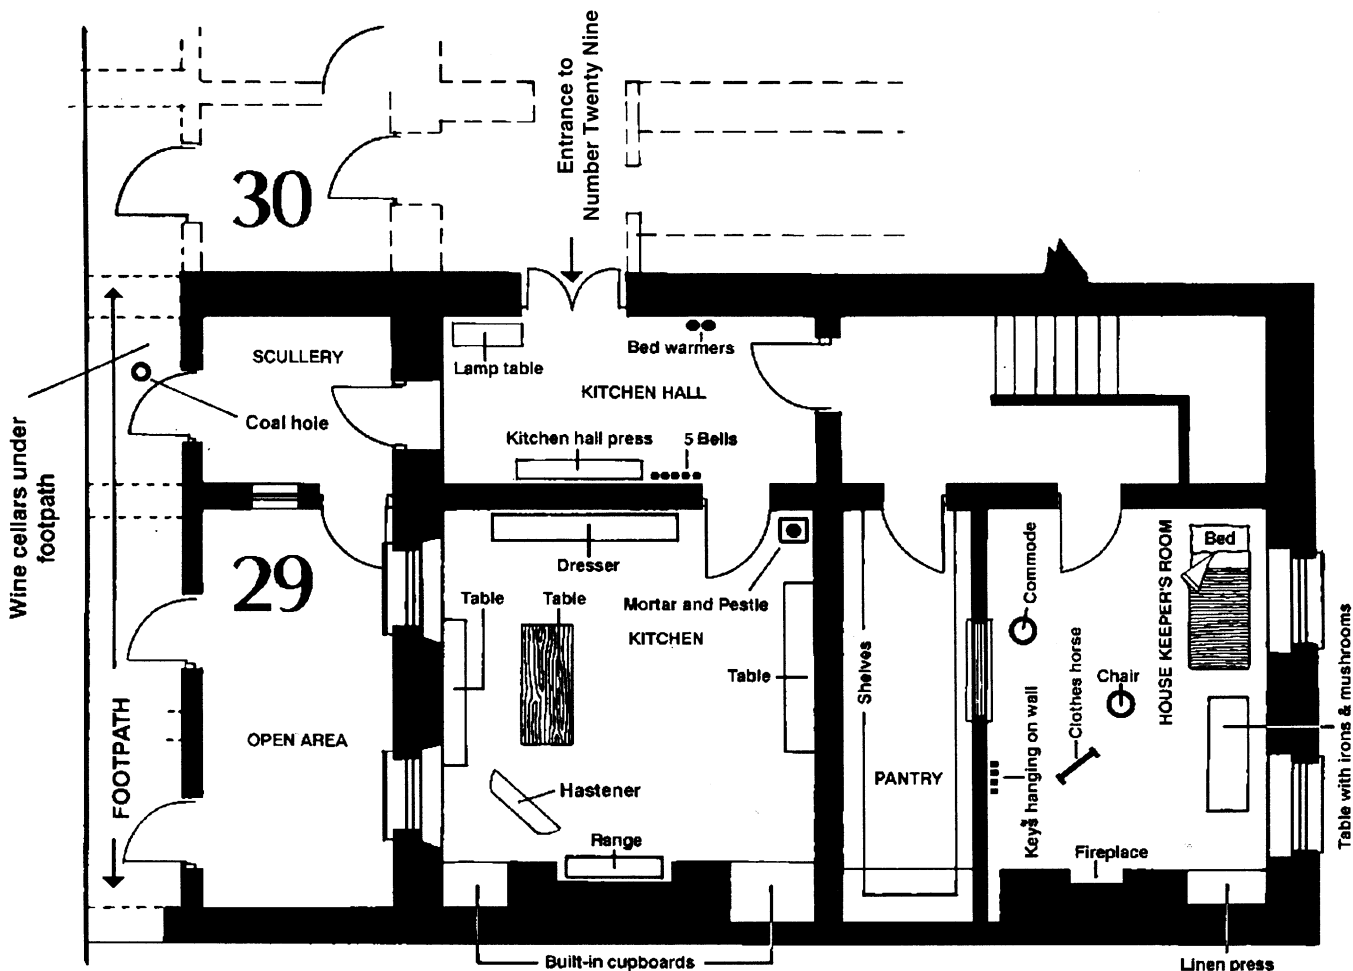 Entrance to
Number Twenty Nine
30
SCULLERY
Lamp table
Bed warmers
KITCHEN HALL
Coal hole
Kitchen hall press
5 Bells
Wine cellars under
footpath
29
Dresser
Table
Table
Mortar and Pestle
KITCHEN
Table
Shelves
Commode
HOUSE KEEPER'S ROOM
Bed
Chair
Clothes horse
Keys hanging on wall
Table with irons & mushrooms
FOOTPATH
OPEN AREA
PANTRY
Hastener
Range
Fireplace
Built-in cupboards
Linen press